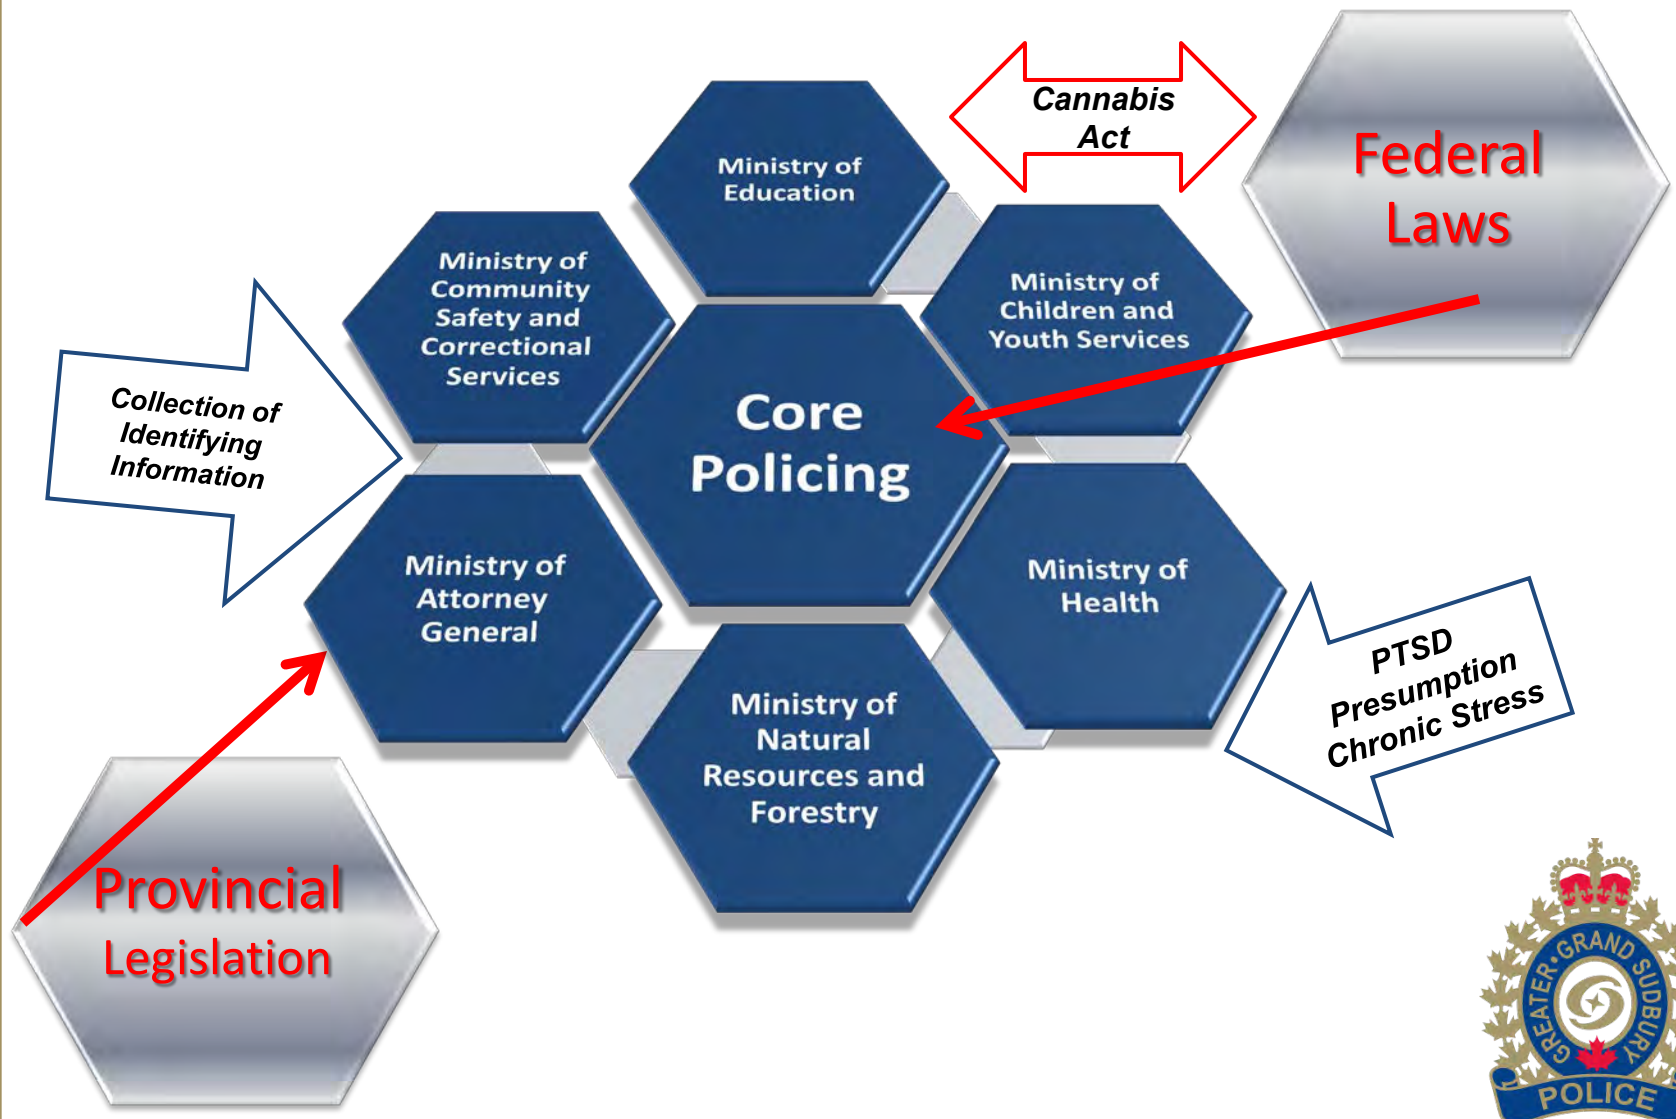 Cannabis
Act
Federal
Laws
Ministry of
Education
Ministry of
Community
Safety and
Correctional
Services
Ministry of
Children and
Youth Services
Collection of
Identifying
Information
Core
Policing
Ministry of
Attorney
General
Ministry of
Health
PTSD
Presumption
Chronic Stress
Ministry of
Natural
Resources and
Forestry
Provincial
Legislation
GREATER • GRAND SUDBURY
POLICE